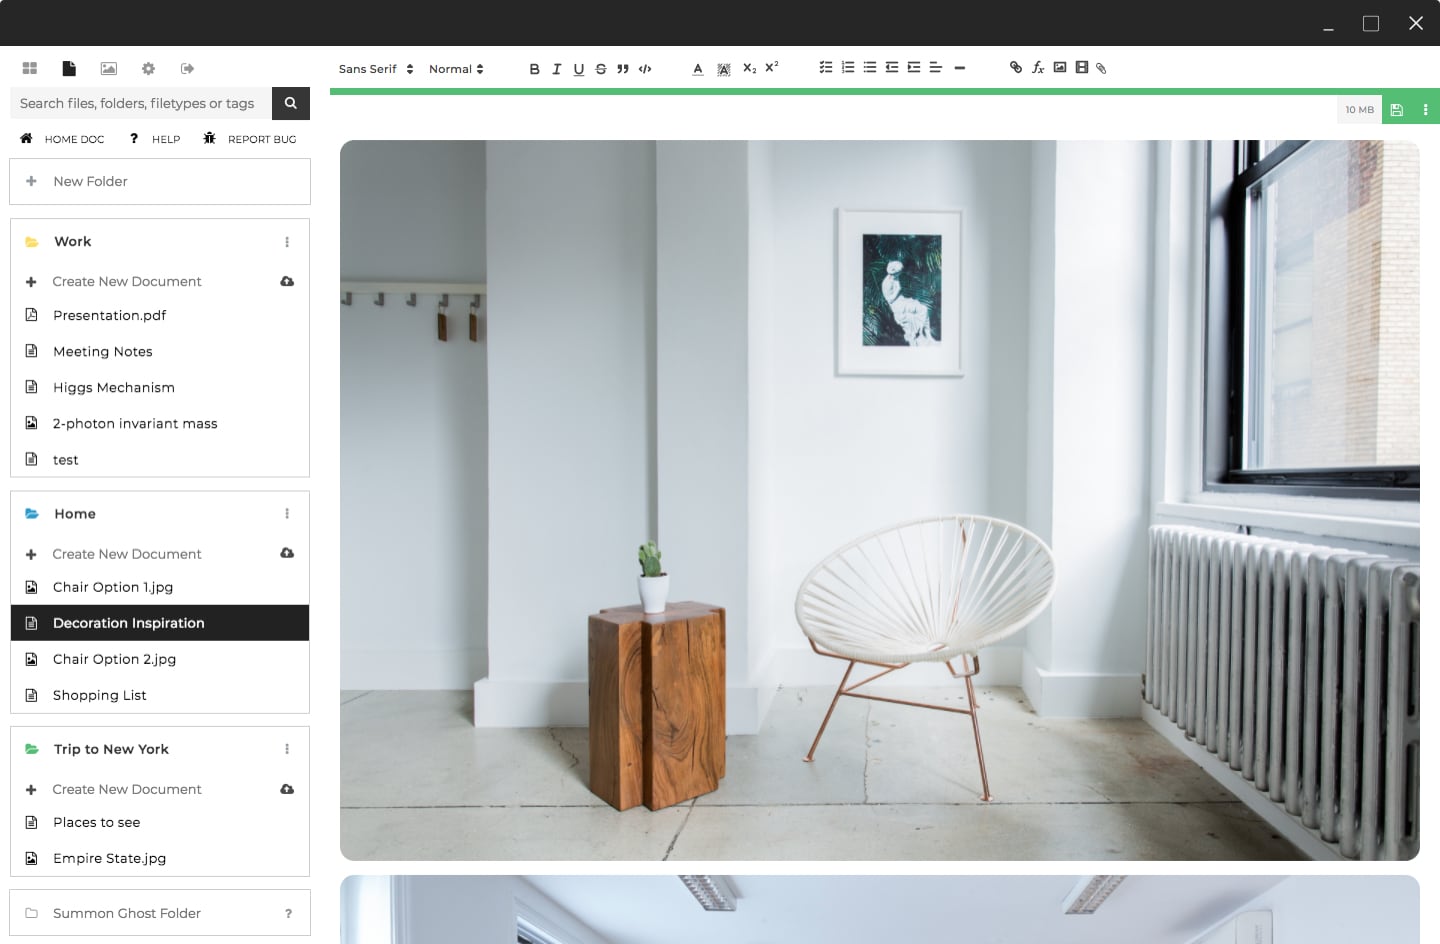 Sans Serif
Normal
Search files, folders, filetypes or tags
10 MB
HOME DOC
HELP
REPORT BUG
New Folder
Work
Create New Document
Presentation.pdf
Meeting Notes
Higgs Mechanism
2-photon invariant mass
test
Home
Create New Document
Chair Option 1.jpg
Decoration Inspiration
Chair Option 2.jpg
Shopping List
Trip to New York
Create New Document
Places to see
Empire State.jpg
Summon Ghost Folder
?